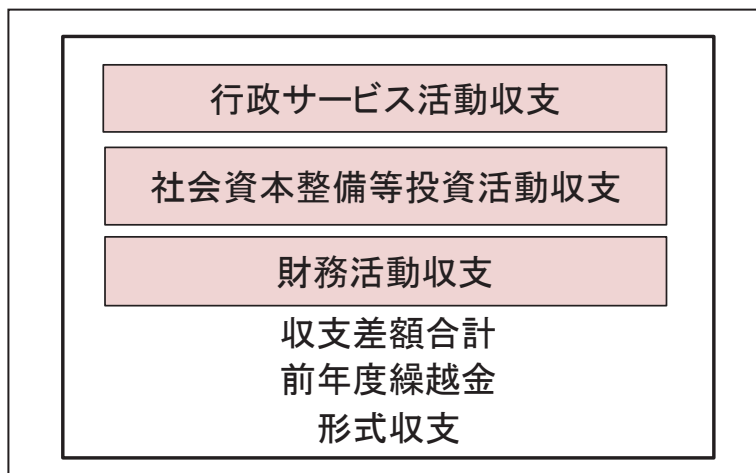 行政サービス活動収支
社会資本整備等投資活動収支
財務活動収支
収支差額合計
前年度繰越金
形式収支